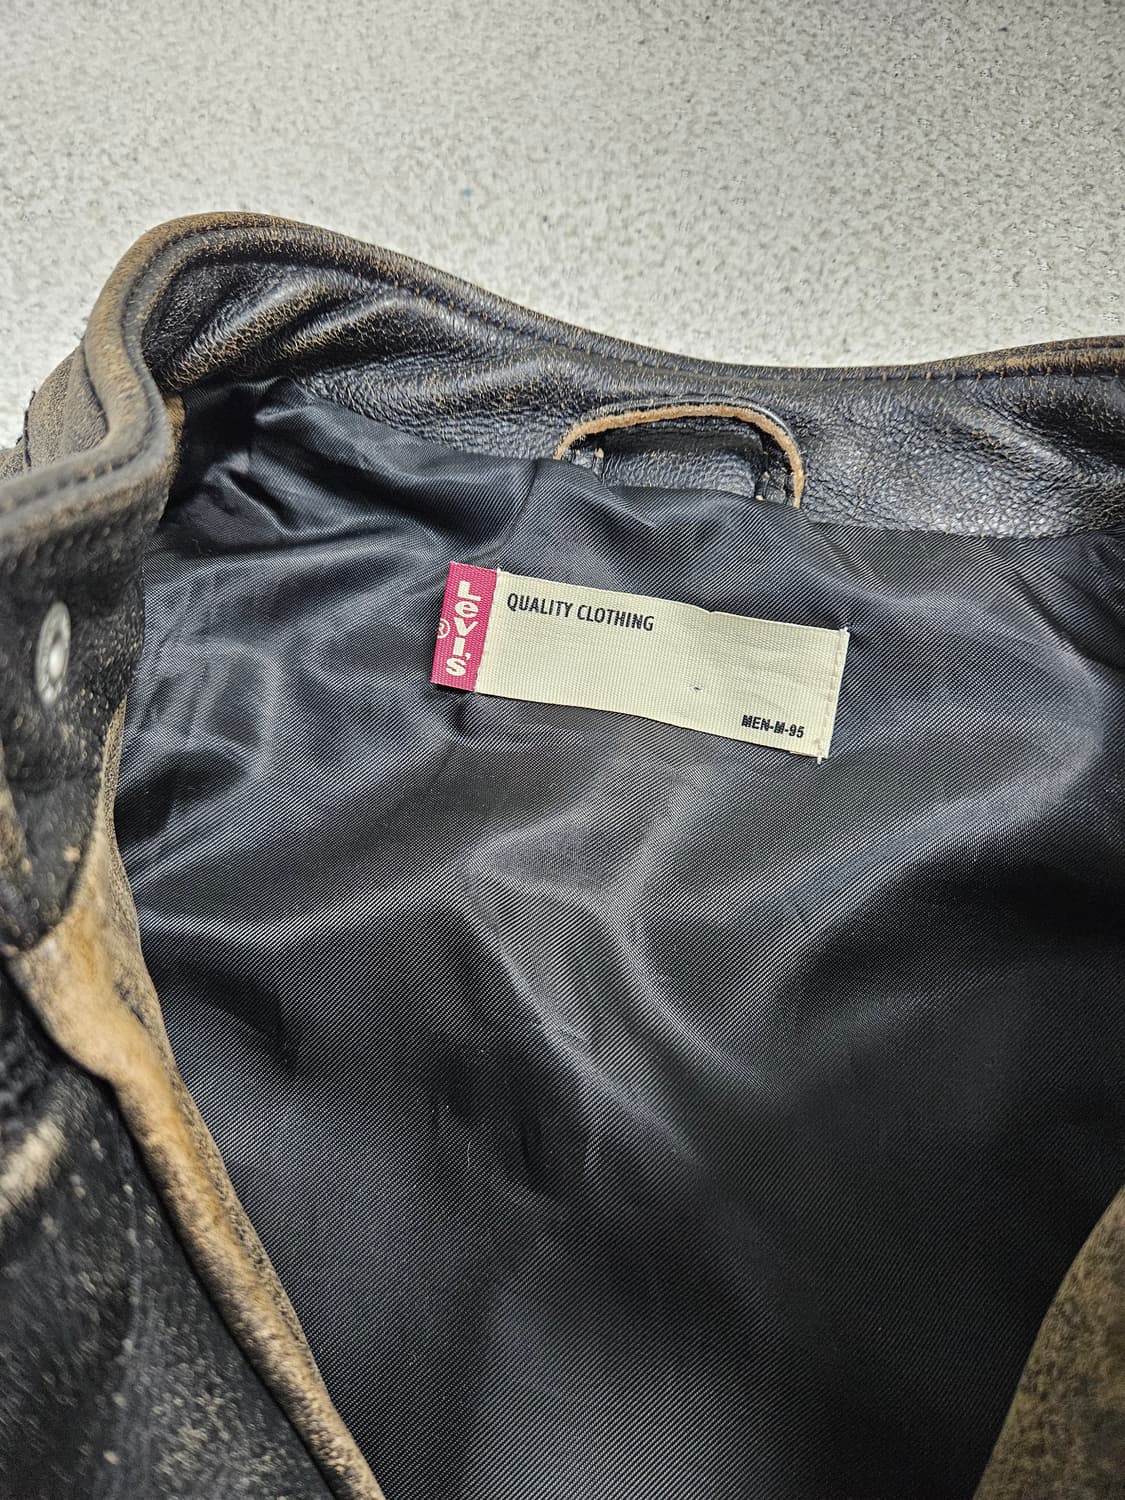 Levi's
®
QUALITY CLOTHING
MEN-M-95